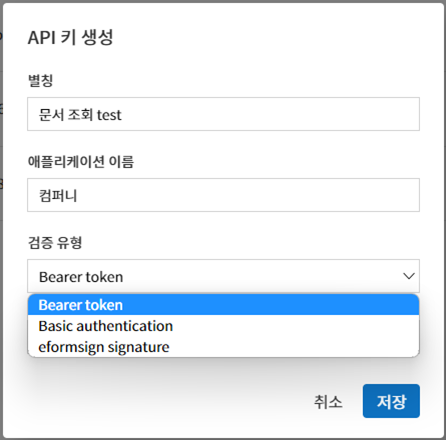 API 키 생성
별칭
문서 조회 test
애플리케이션 이름
컴퍼니
검증 유형
Bearer token
Bearer token
Basic authentication
eformsign signature
취소 저장